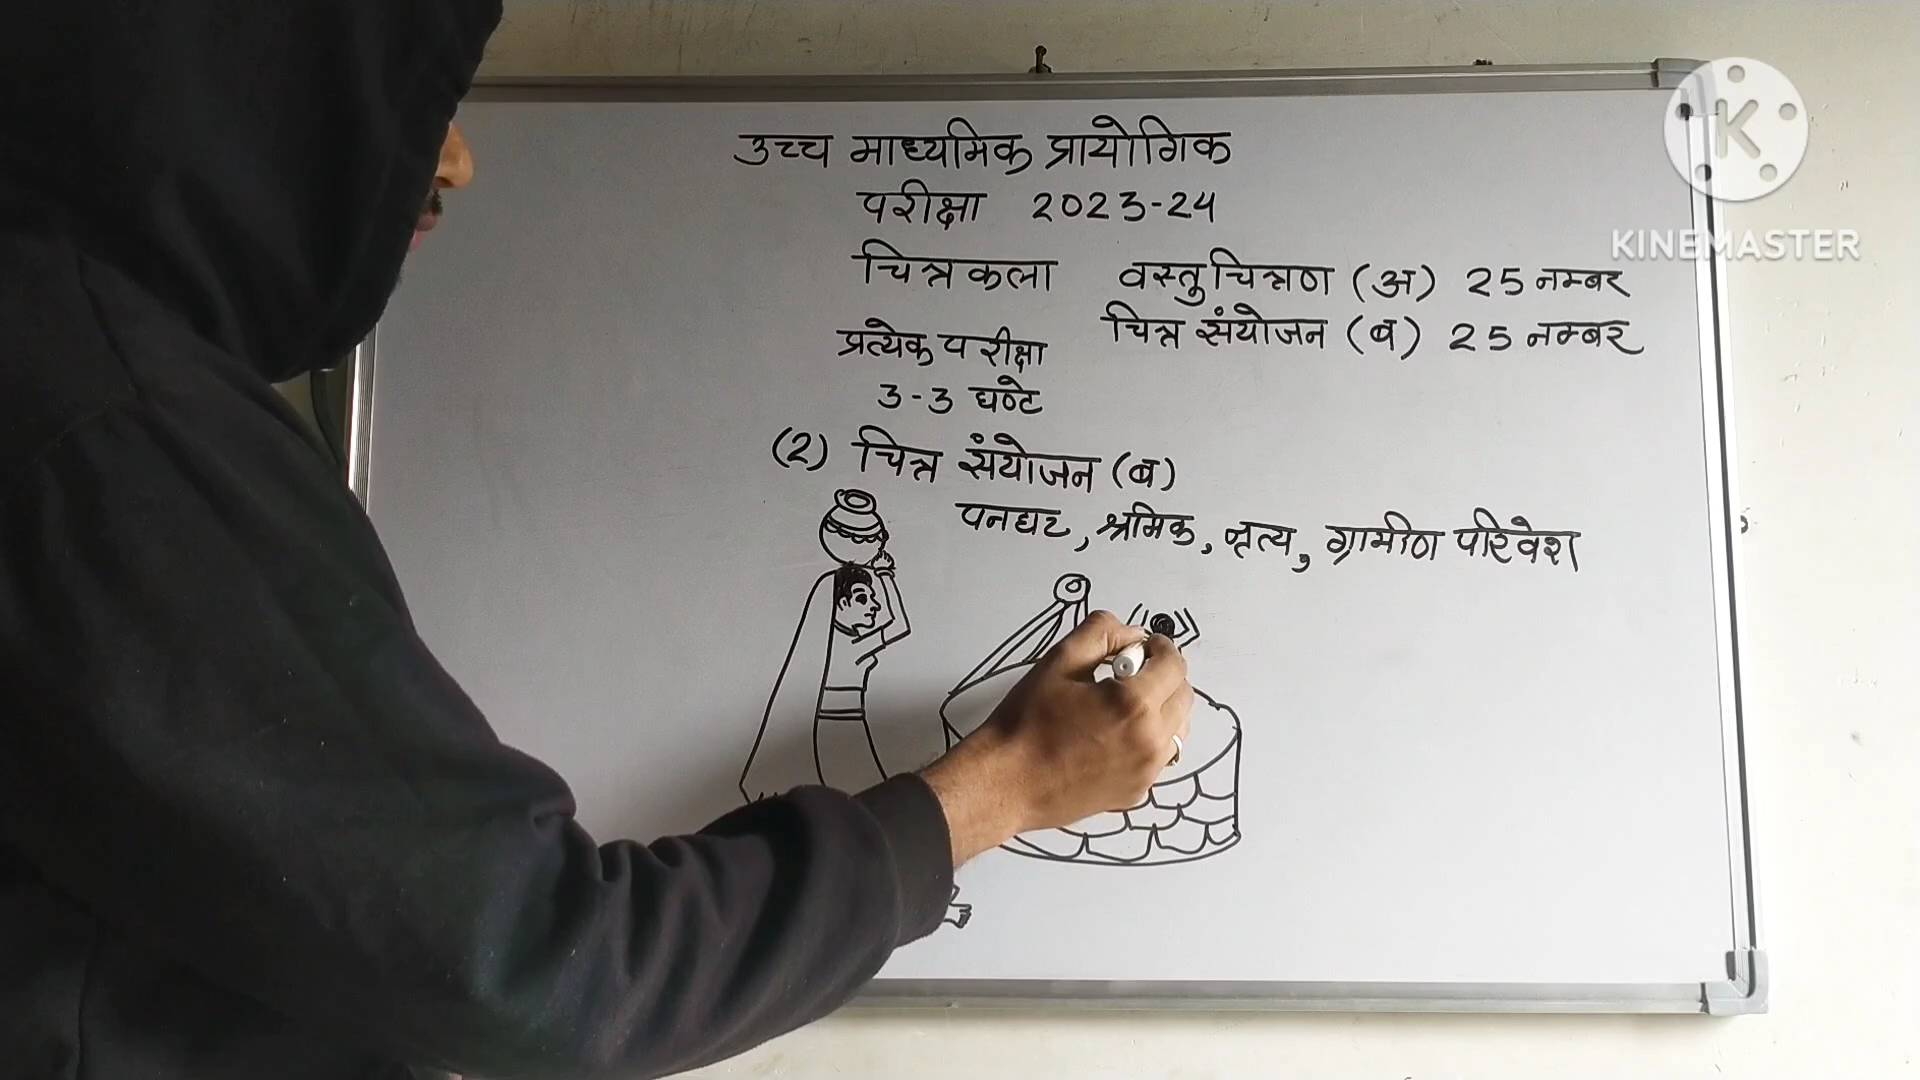 उच्च माध्यमिक प्रायोगिक
परीक्षा 2023-24
चित्रकला वस्तु चित्रण (अ) 25 नम्बर
चित्र संयोजन (ब) 25 नम्बर
प्रत्येक परीक्षा
3-3 घण्टे
(2) चित्र संयोजन (ब)
पनघट, श्रमिक, नृत्य, ग्रामीण परिवेश
K
KINEMASTER